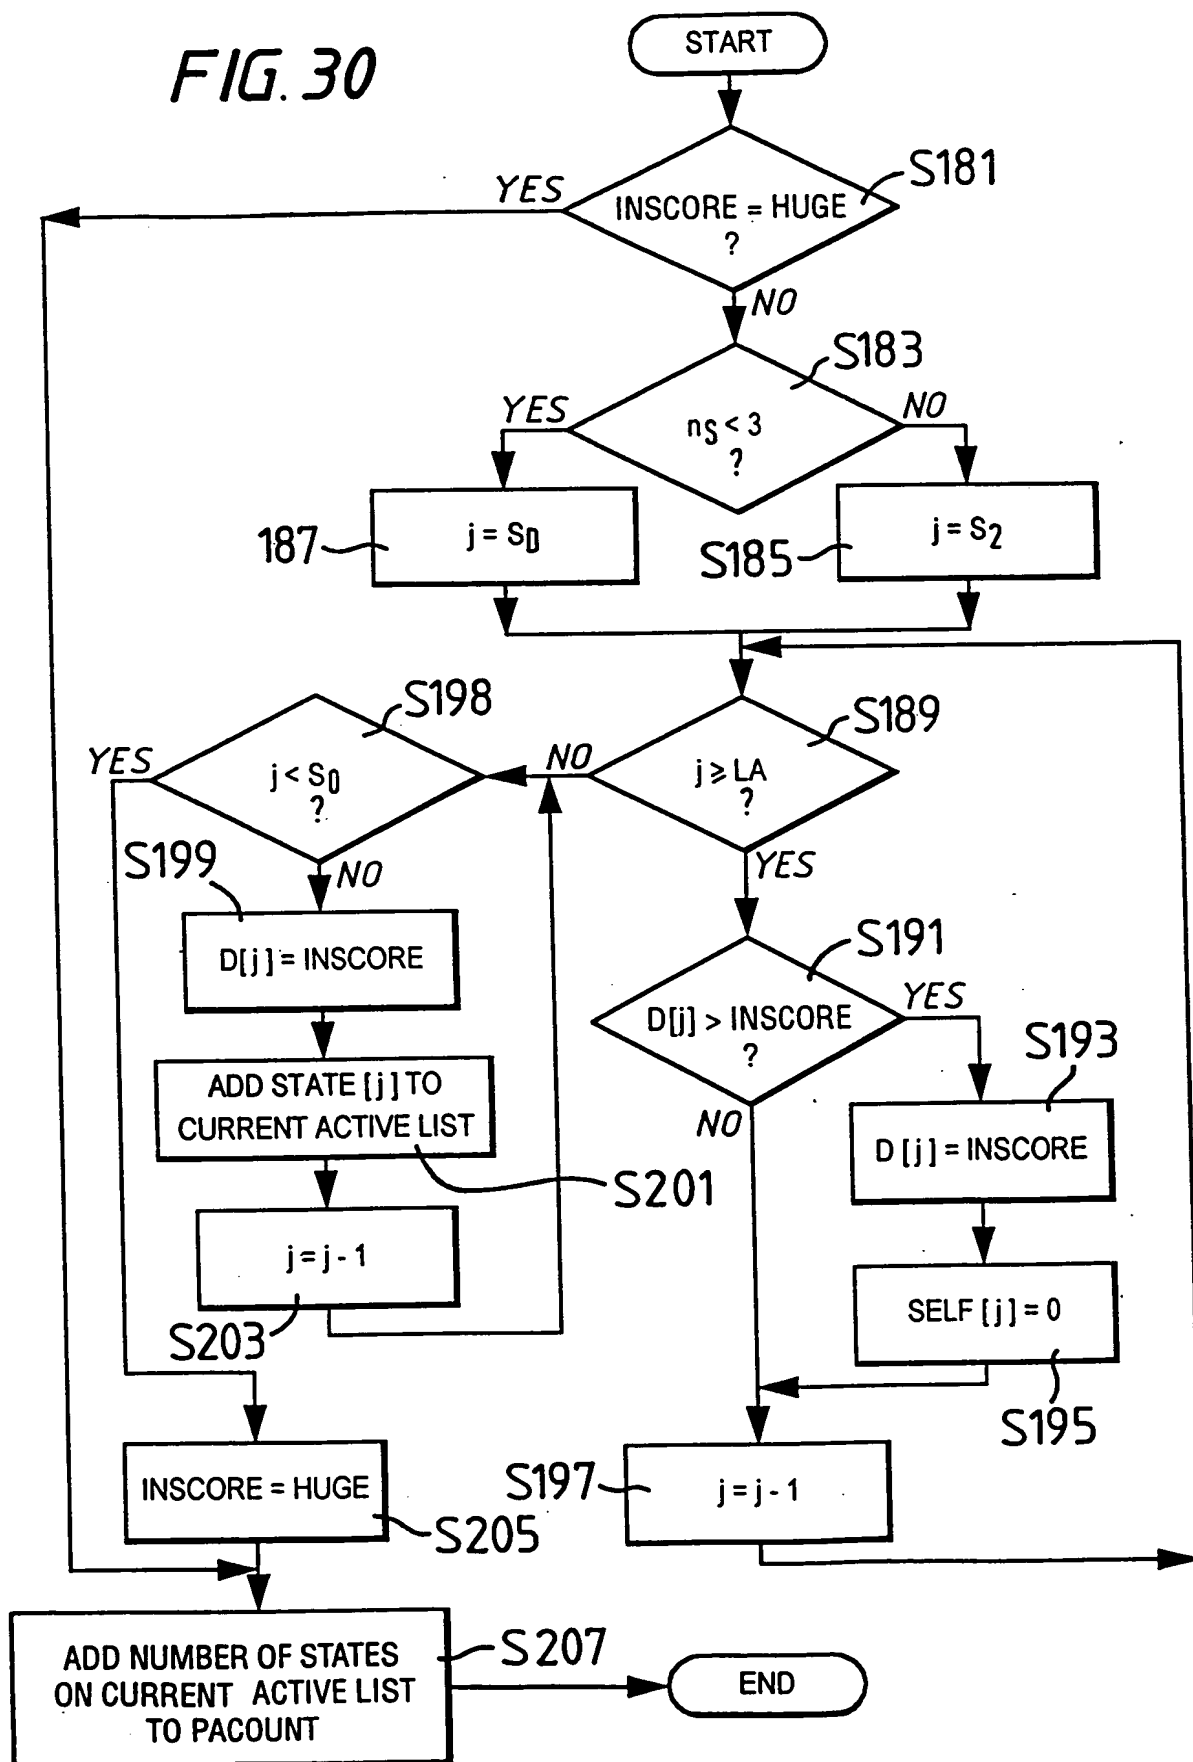 FIG. 30
START
S181
YES
INSCORE = HUGE
?
NO
S183
YES
NO
nS < 3
?
187
j = S0
S185
j = S2
S198
S189
YES
NO
j < S0
?
j ≥ LA
?
S199
NO
YES
D[j] = INSCORE
S191
YES
D[j] > INSCORE
?
S193
ADD STATE [j] TO
CURRENT ACTIVE LIST
NO
D [j] = INSCORE
S201
j = j - 1
SELF [j] = 0
S203
S195
INSCORE = HUGE
S197
j = j - 1
S205
ADD NUMBER OF STATES
ON CURRENT ACTIVE LIST
TO PACOUNT
S207
END